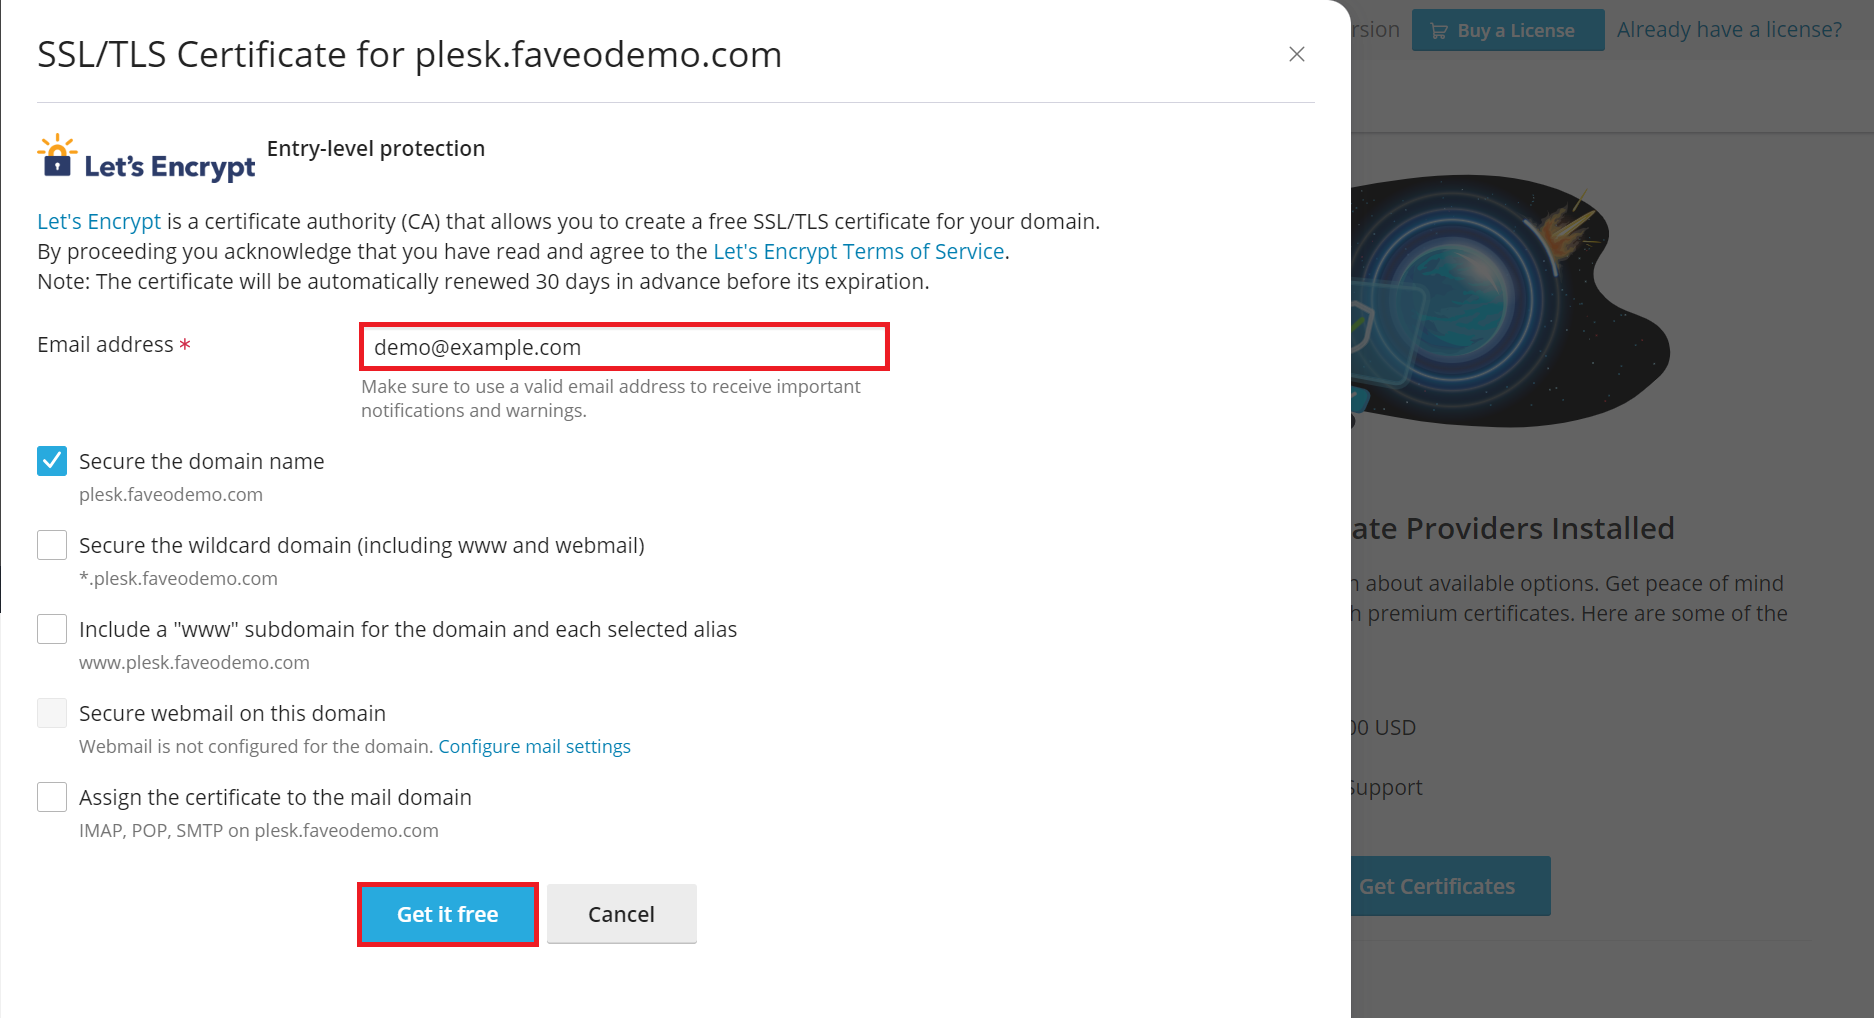 SSL/TLS Certificate for plesk.faveodemo.com
Buy a License
Already have a license?
Let's Encrypt
Entry-level protection
Let's Encrypt is a certificate authority (CA) that allows you to create a free SSL/TLS certificate for your domain.
By proceeding you acknowledge that you have read and agree to the Let's Encrypt Terms of Service.
Note: The certificate will be automatically renewed 30 days in advance before its expiration.
Email address *
demo@example.com
Make sure to use a valid email address to receive important
notifications and warnings.
Secure the domain name
plesk.faveodemo.com
Secure the wildcard domain (including www and webmail)
*.plesk.faveodemo.com
Include a "www" subdomain for the domain and each selected alias
www.plesk.faveodemo.com
Secure webmail on this domain
Webmail is not configured for the domain. Configure mail settings
Assign the certificate to the mail domain
IMAP, POP, SMTP on plesk.faveodemo.com
Get it free
Cancel
Providers Installed
about available options. Get peace of mind
premium certificates. Here are some of the
USD
Support
Get Certificates